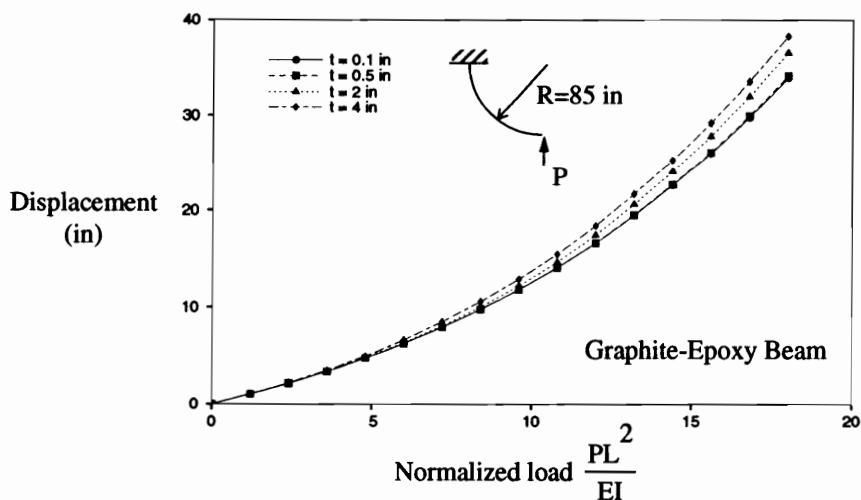 40
30
20
10
0
t = 0.1 in
t = 0.5 in
t = 2 in
t = 4 in
R=85 in
P
Displacement
(in)
Graphite-Epoxy Beam
0 5 10 15 20
Normalized load PL²/EI